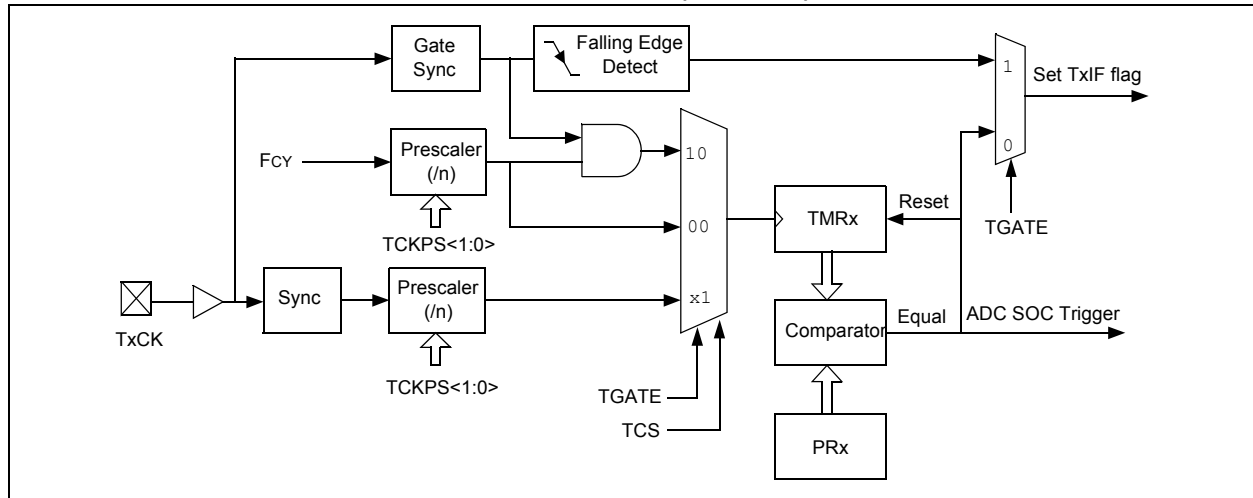 Gate
Sync
Falling Edge
Detect
1
0
Set TxIF flag
TGATE
FCY
Prescaler
(/n)
TCKPS<1:0>
10
00
x1
TMRx
Reset
TxCK
Sync
Prescaler
(/n)
TCKPS<1:0>
Comparator
Equal
ADC SOC Trigger
TGATE
TCS
PRx